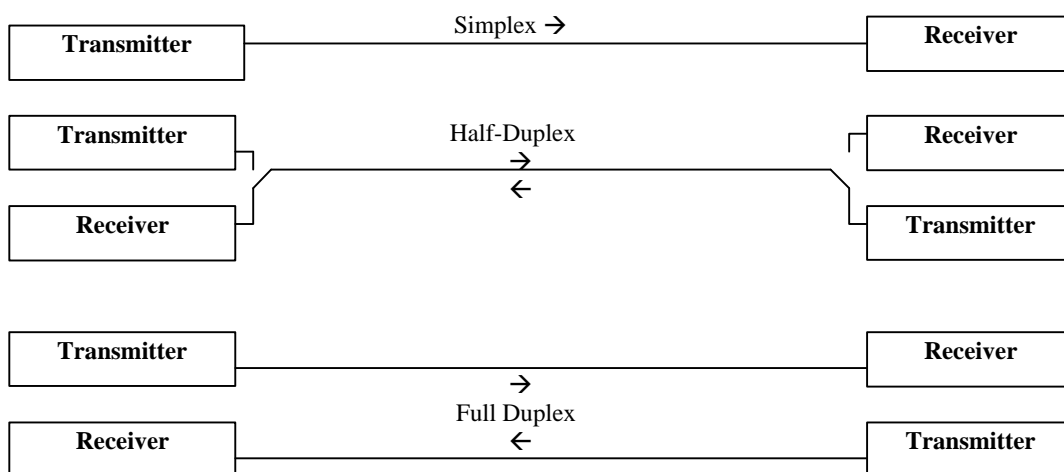 Simplex →
Transmitter
Receiver
Transmitter
Half-Duplex
Receiver
→
←
Receiver
Transmitter
Transmitter
Receiver
→
Full Duplex
←
Receiver
Transmitter